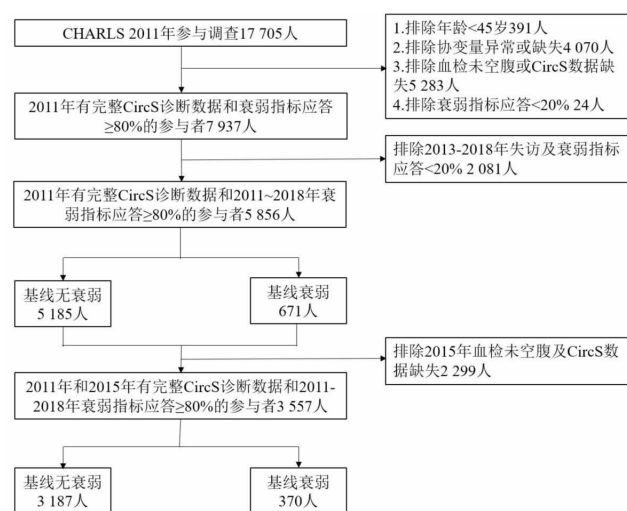 CHARLS 2011年参与调查17 705人
1.排除年龄<45岁391人
2.排除协变量异常或缺失4 070人
3.排除血检未空腹或CircS数据缺
失5 283人
4.排除衰弱指标应答<20% 24人
2011年有完整CircS诊断数据和衰弱指标应答
≥80%的参与者7 937人
排除2013-2018年失访及衰弱指标
应答<20% 2 081人
2011年有完整CircS诊断数据和2011~2018年衰
弱指标应答≥80%的参与者5 856人
基线无衰弱
5 185人
基线衰弱
671人
排除2015年血检未空腹及CircS数
据缺失2 299人
2011年和2015年有完整CircS诊断数据和2011-
2018年衰弱指标应答≥80%的参与者3 557人
基线无衰弱
3 187人
基线衰弱
370人